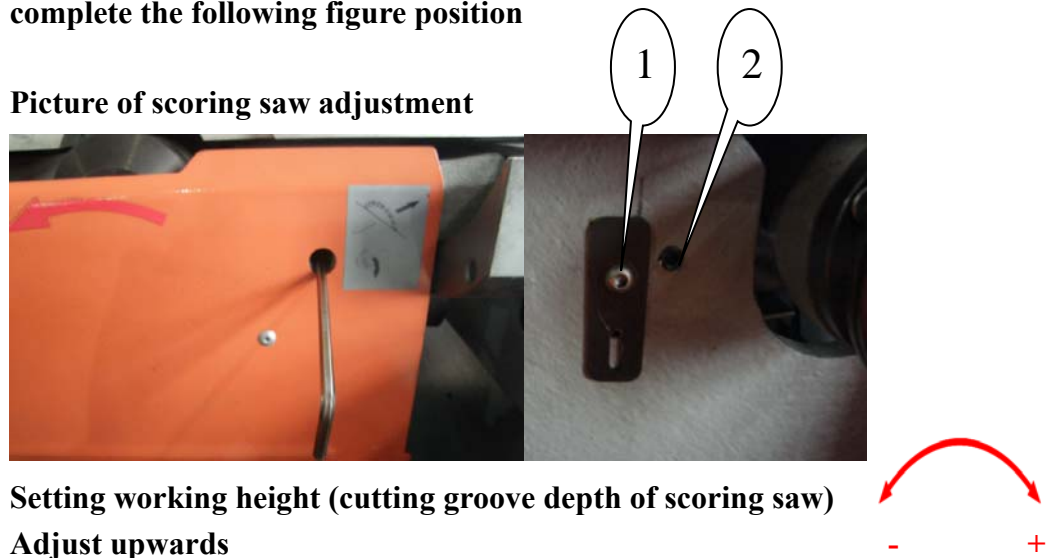 complete the following figure position
1 2
Picture of scoring saw adjustment
Setting working height (cutting groove depth of scoring saw)
Adjust upwards
- +